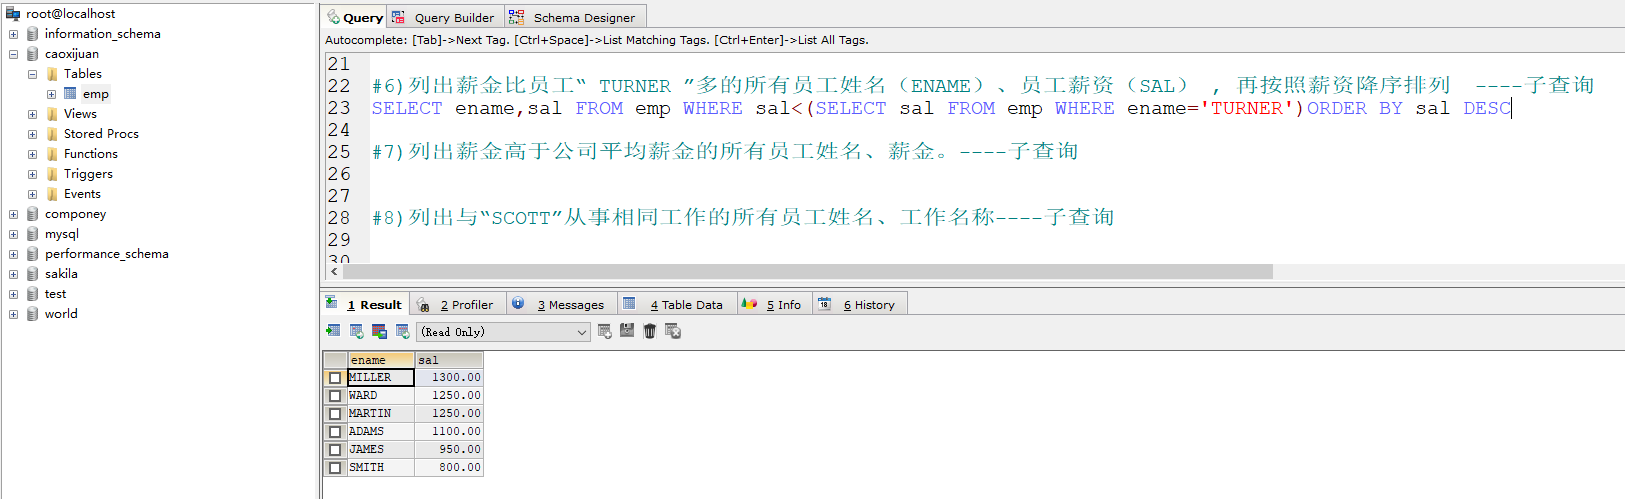 root@localhost
information_schema
caoxijuan
Tables
emp
Views
Stored Procs
Functions
Triggers
Events
componey
mysql
performance_schema
sakila
test
world
Query Query Builder Schema Designer
Autocomplete: [Tab]->Next Tag. [Ctrl+Space]->List Matching Tags. [Ctrl+Enter]->List All Tags.
21
22 #6)列出薪金比员工“ TURNER ”多的所有员工姓名（ENAME）、员工薪资（SAL） , 再按照薪资降序排列 ----子查询
23 SELECT ename,sal FROM emp WHERE sal<(SELECT sal FROM emp WHERE ename='TURNER')ORDER BY sal DESC
24
25 #7)列出薪金高于公司平均薪金的所有员工姓名、薪金。----子查询
26
27
28 #8)列出与“SCOTT”从事相同工作的所有员工姓名、工作名称----子查询
29
30
1 Result 2 Profiler 3 Messages 4 Table Data 5 Info 6 History
(Read Only)
ename sal
MILLER 1300.00
WARD 1250.00
MARTIN 1250.00
ADAMS 1100.00
JAMES 950.00
SMITH 800.00